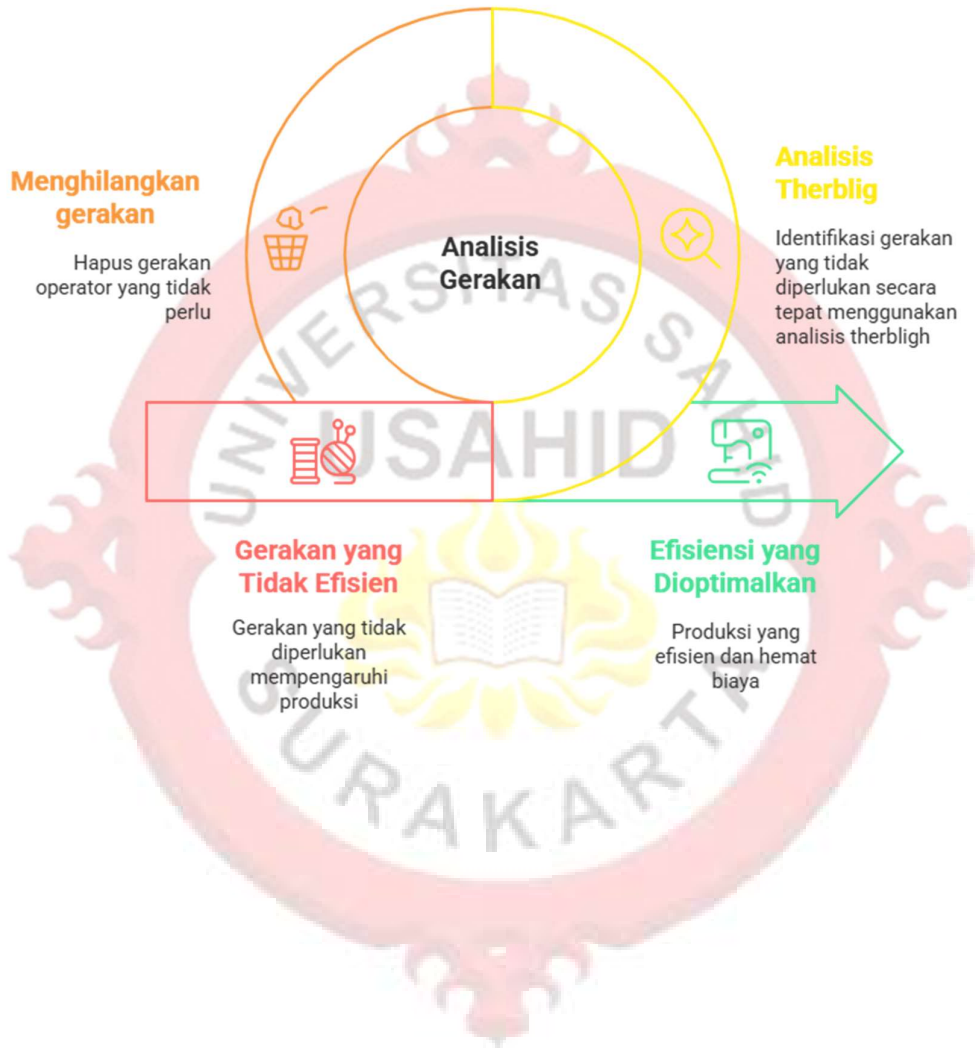 Menghilangkan
gerakan
Hapus gerakan
operator yang tidak
perlu
Analisis
Gerakan
Analisis
Therblig
Identifikasi gerakan
yang tidak
diperlukan secara
tepat menggunakan
analisis therbligh
Gerakan yang
Tidak Efisien
Gerakan yang tidak
diperlukan
mempengaruhi
produksi
Efisiensi yang
Dioptimalkan
Produksi yang
efisien dan hemat
biaya
UNIVERSITAS SAHID
USAHID
SURAKARTA